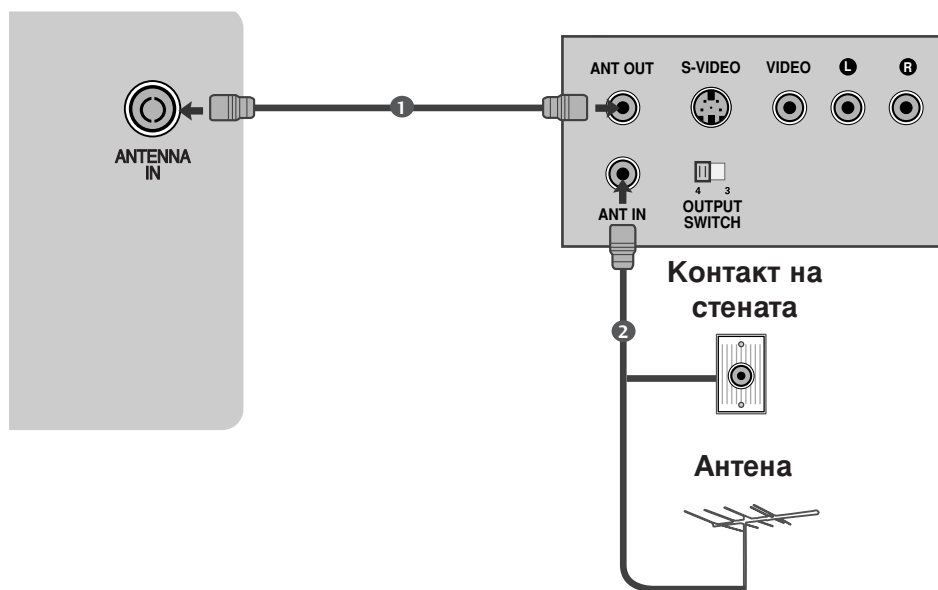 ANT OUT S-VIDEO VIDEO L R
1
ANTENNA
IN
4 3
ANT IN OUTPUT
SWITCH
Контакт на
стената
2
Антена